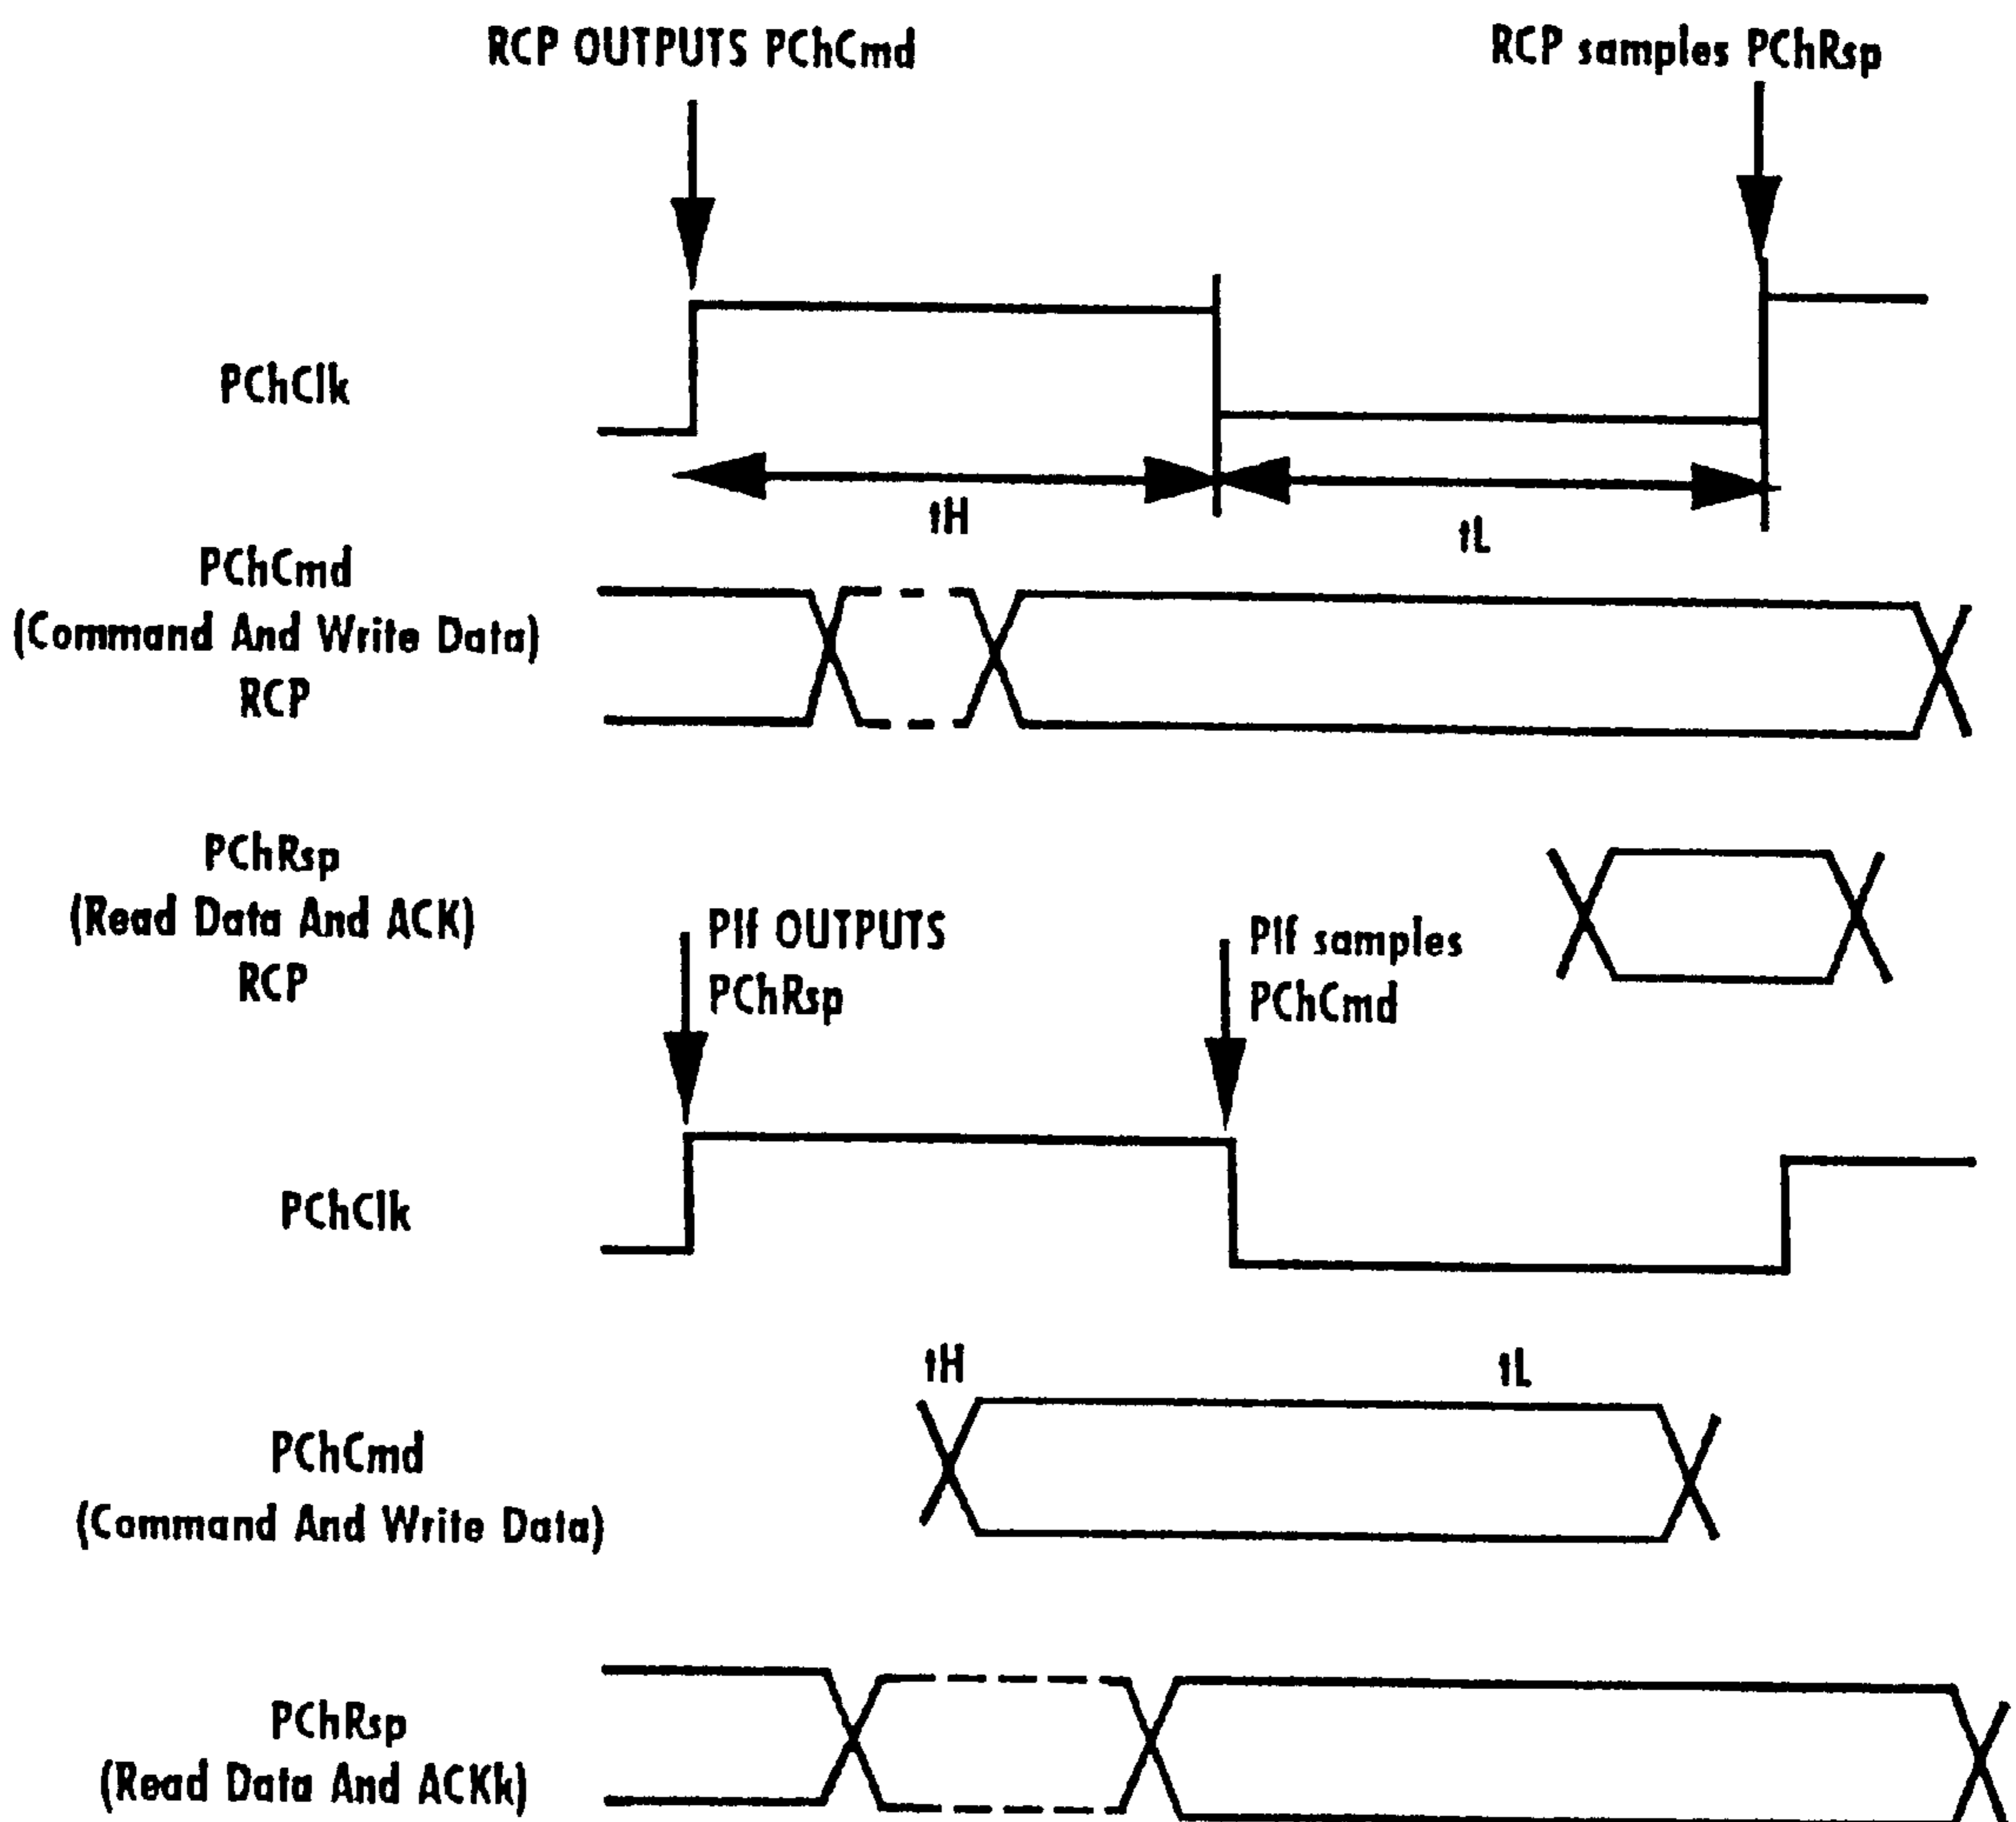 RCP OUTPUTS PChCmd
RCP samples PChRsp
PChClk
tH
tL
PChCmd
(Command And Write Data)
RCP
PChRsp
(Read Data And ACK)
RCP
PIf OUTPUTS
PChRsp
PIf samples
PChCmd
PChClk
tH
tL
PChCmd
(Command And Write Data)
PChRsp
(Read Data And ACKk)